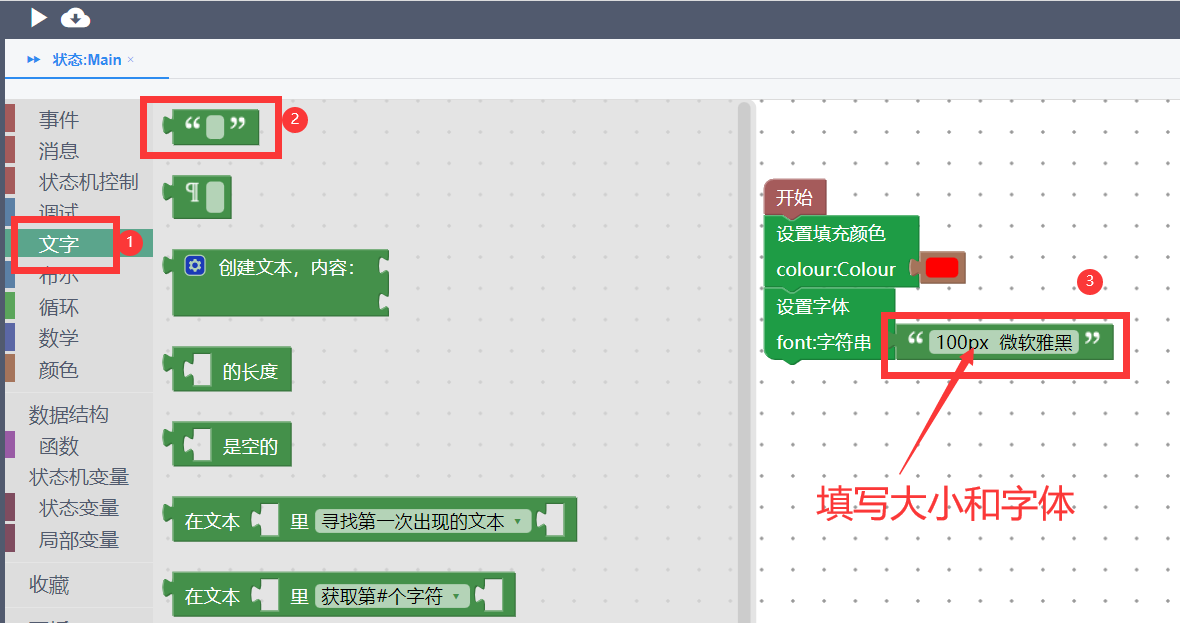 状态:Main ×
事件
消息
状态机控制
调试
文字
1
循环
数学
颜色
数据结构
函数
状态机变量
状态变量
局部变量
收藏
“ ”
2
¶
创建文本，内容：
的长度
是空的
在文本 里 寻找第一次出现的文本
在文本 里 获取第#个字符
开始
设置填充颜色
colour:Colour
设置字体
font:字符串 “ 100px 微软雅黑 ”
3
填写大小和字体